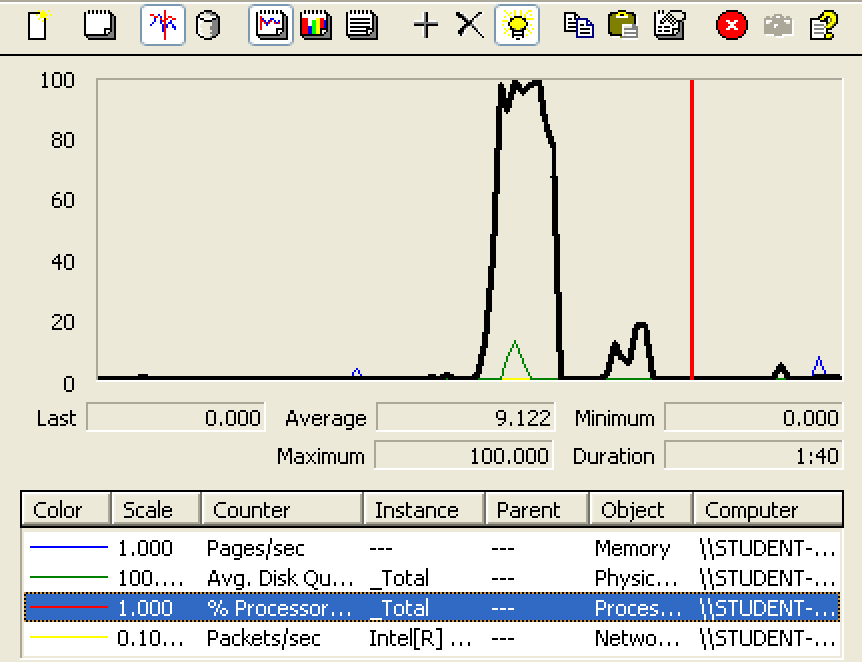 100
80
60
40
20
0
Last 0.000 Average 9.122 Minimum 0.000
Maximum 100.000 Duration 1:40
Color Scale Counter Instance Parent Object Computer
1.000 Pages/sec --- --- Memory \\STUDENT-...
100.... Avg. Disk Qu... _Total --- Physic... \\STUDENT-...
1.000 % Processor... _Total --- Proces... \\STUDENT-...
0.10... Packets/sec Intel[R] ... --- Netwo... \\STUDENT-...